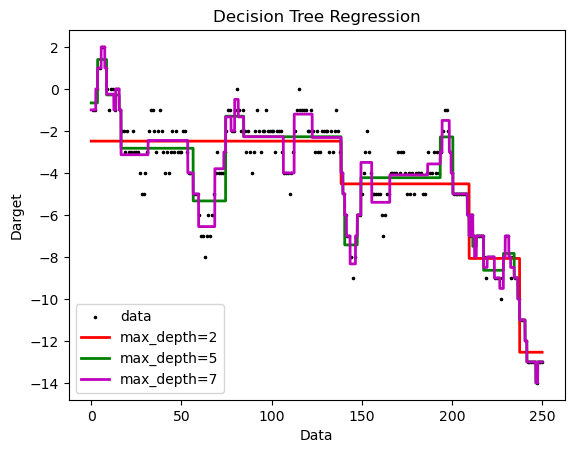 Decision Tree Regression
Darget
2
0
−2
−4
−6
−8
−10
−12
−14
data
max_depth=2
max_depth=5
max_depth=7
0
50
100
150
200
250
Data